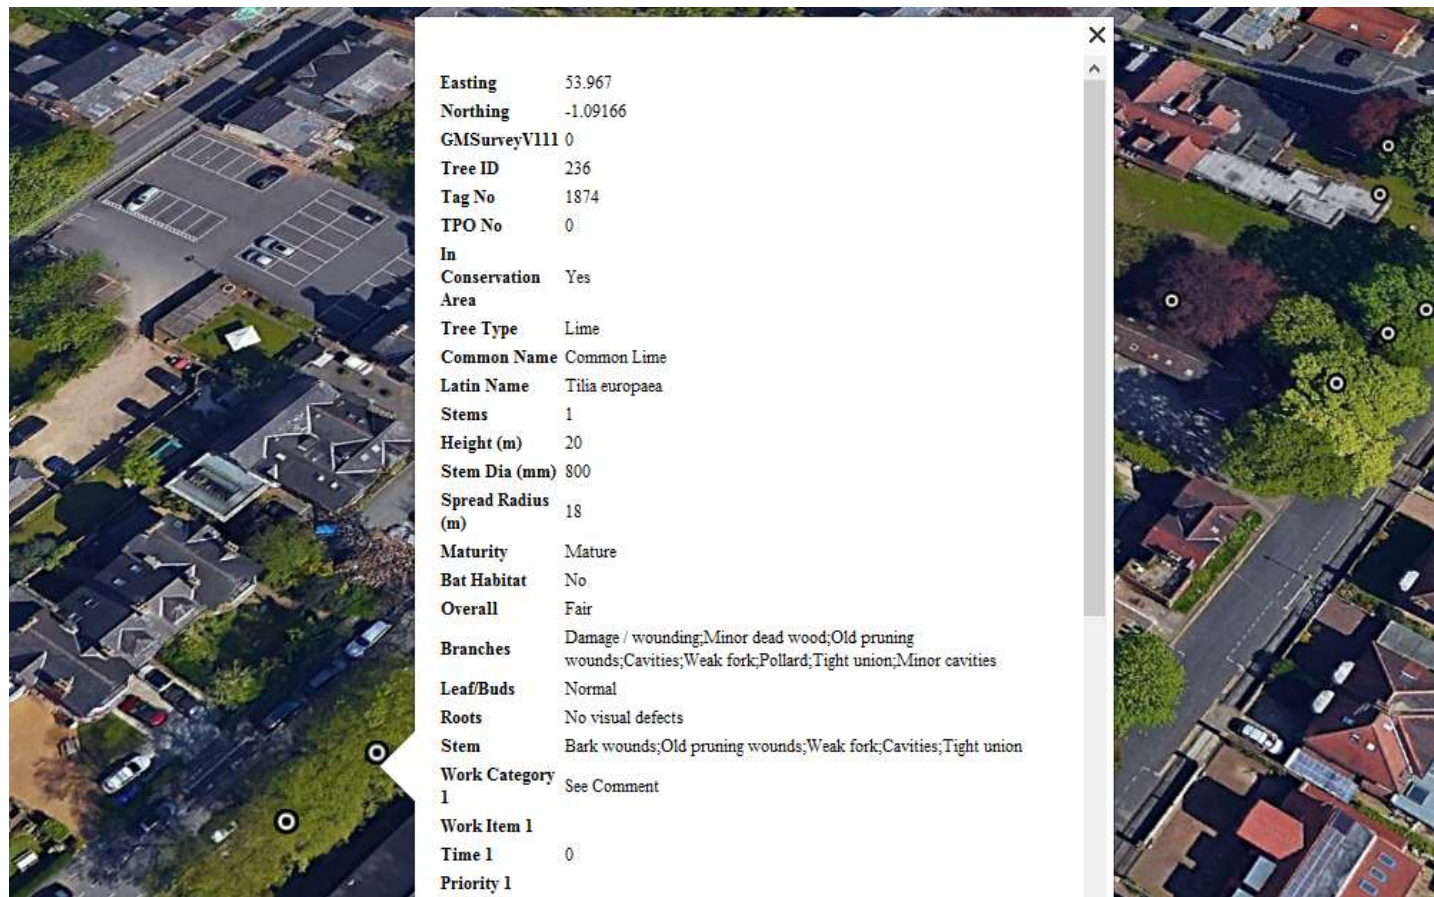 Easting 53.967
Northing -1.09166
GMSurveyV111 0
Tree ID 236
Tag No 1874
TPO No 0
In
Conservation Yes
Area
Tree Type Lime
Common Name Common Lime
Latin Name Tilia europaea
Stems 1
Height (m) 20
Stem Dia (mm) 800
Spread Radius
(m) 18
Maturity Mature
Bat Habitat No
Overall Fair
Branches Damage / wounding;Minor dead wood;Old pruning
wounds;Cavities;Weak fork;Pollard;Tight union;Minor cavities
Leaf/Buds Normal
Roots No visual defects
Stem Bark wounds;Old pruning wounds;Weak fork;Cavities;Tight union
Work Category
1 See Comment
Work Item 1
Time 1 0
Priority 1